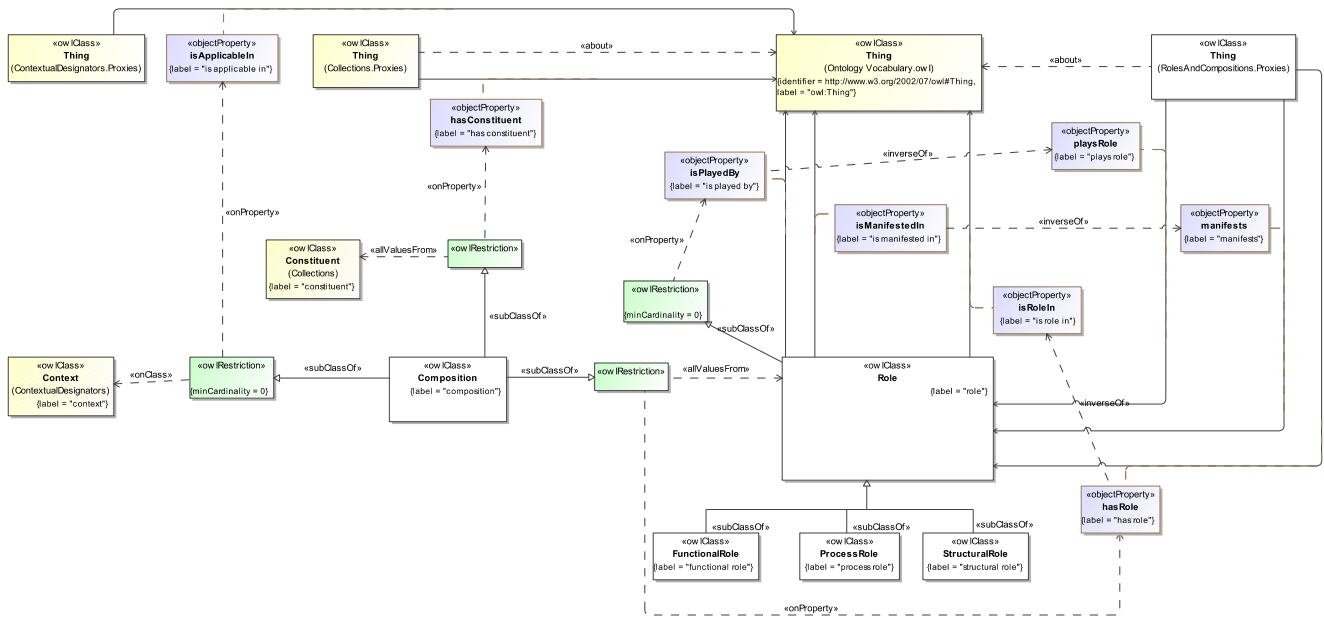 «owlClass»
Thing
(ContextualDesignators.Proxies)
«objectProperty»
isApplicableIn
{label = "is applicable in"}
«owlClass»
Thing
(Collections.Proxies)
«about»
«owlClass»
Thing
(Ontology Vocabulary.owl)
{identifier = http://www.w3.org/2002/07/owl#Thing,
label = "owl:Thing"}
«about»
«owlClass»
Thing
(RolesAndCompositions.Proxies)
«objectProperty»
hasConstituent
{label = "has constituent"}
«objectProperty»
isPlayedBy
{label = "is played by"}
«inverseOf»
«objectProperty»
playsRole
{label = "plays role"}
«onProperty»
«onProperty»
«objectProperty»
isManifestedIn
{label = "is manifested in"}
«inverseOf»
«objectProperty»
manifests
{label = "manifests"}
«onProperty»
«owlClass»
Constituent
(Collections)
{label = "constituent"}
«allValuesFrom»
«owlRestriction»
«owlRestriction»
{minCardinality = 0}
«objectProperty»
isRoleIn
{label = "is role in"}
«subClassOf»
«subClassOf»
«owlClass»
Context
(ContextualDesignators)
{label = "context"}
«onClass»
«owlRestriction»
{minCardinality = 0}
«subClassOf»
«owlClass»
Composition
{label = "composition"}
«subClassOf»
«owlRestriction»
«allValuesFrom»
«owlClass»
Role
{label = "role"}
«inverseOf»
«objectProperty»
hasRole
{label = "has role"}
«subClassOf»
«subClassOf»
«subClassOf»
«owlClass»
FunctionalRole
{label = "functional role"}
«owlClass»
ProcessRole
{label = "process role"}
«owlClass»
StructuralRole
{label = "structural role"}
«onProperty»